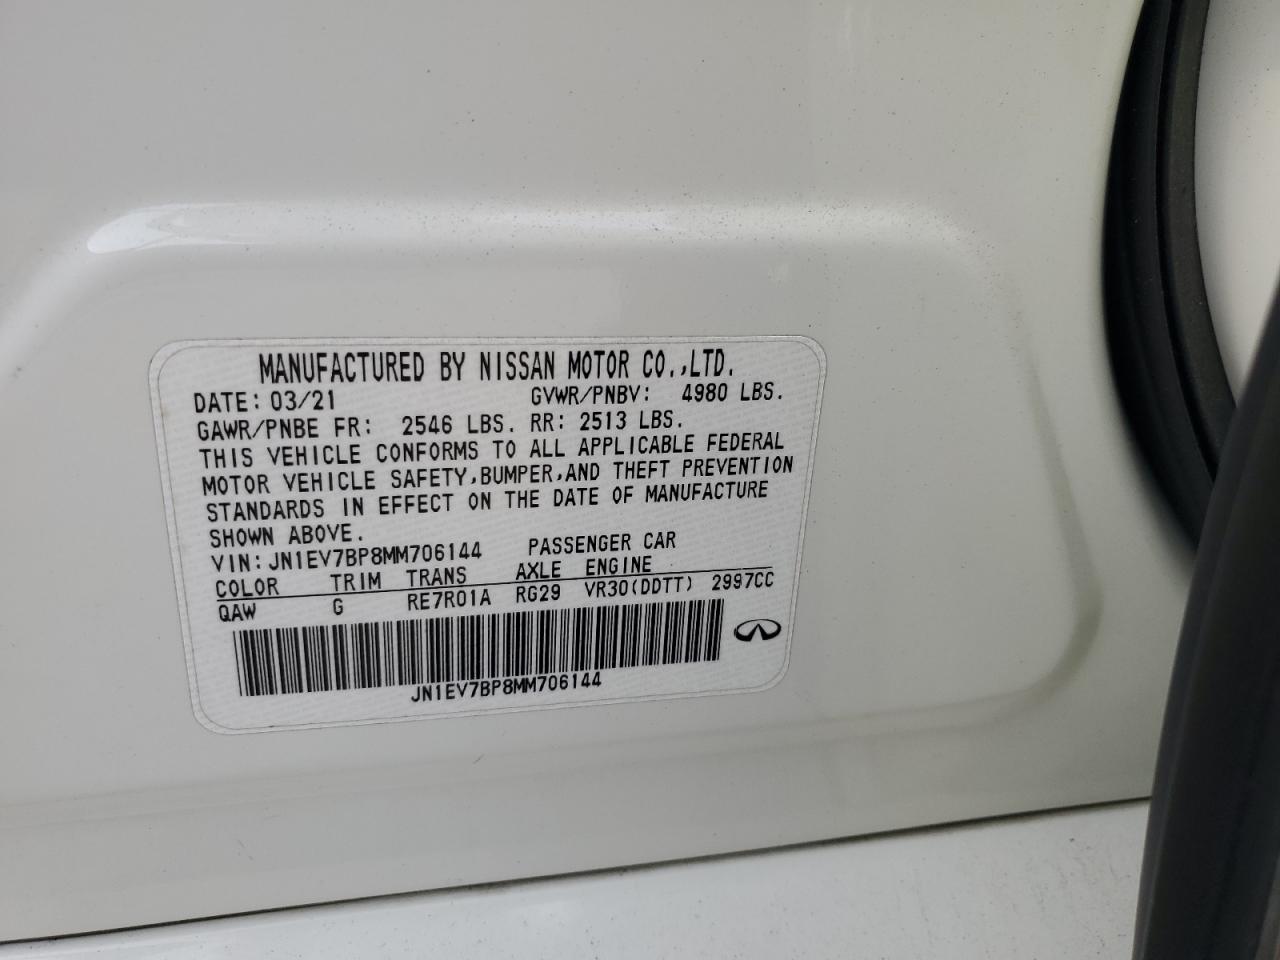 MANUFACTURED BY NISSAN MOTOR CO.,LTD.
DATE: 03/21 GVWR/PNBV: 4980 LBS.
GAWR/PNBE FR: 2546 LBS. RR: 2513 LBS.
THIS VEHICLE CONFORMS TO ALL APPLICABLE FEDERAL
MOTOR VEHICLE SAFETY,BUMPER,AND THEFT PREVENTION
STANDARDS IN EFFECT ON THE DATE OF MANUFACTURE
SHOWN ABOVE.
VIN: JN1EV7BP8MM706144 PASSENGER CAR
COLOR TRIM TRANS AXLE ENGINE
QAW G RE7R01A RG29 VR30(DDTT) 2997CC
JN1EV7BP8MM706144